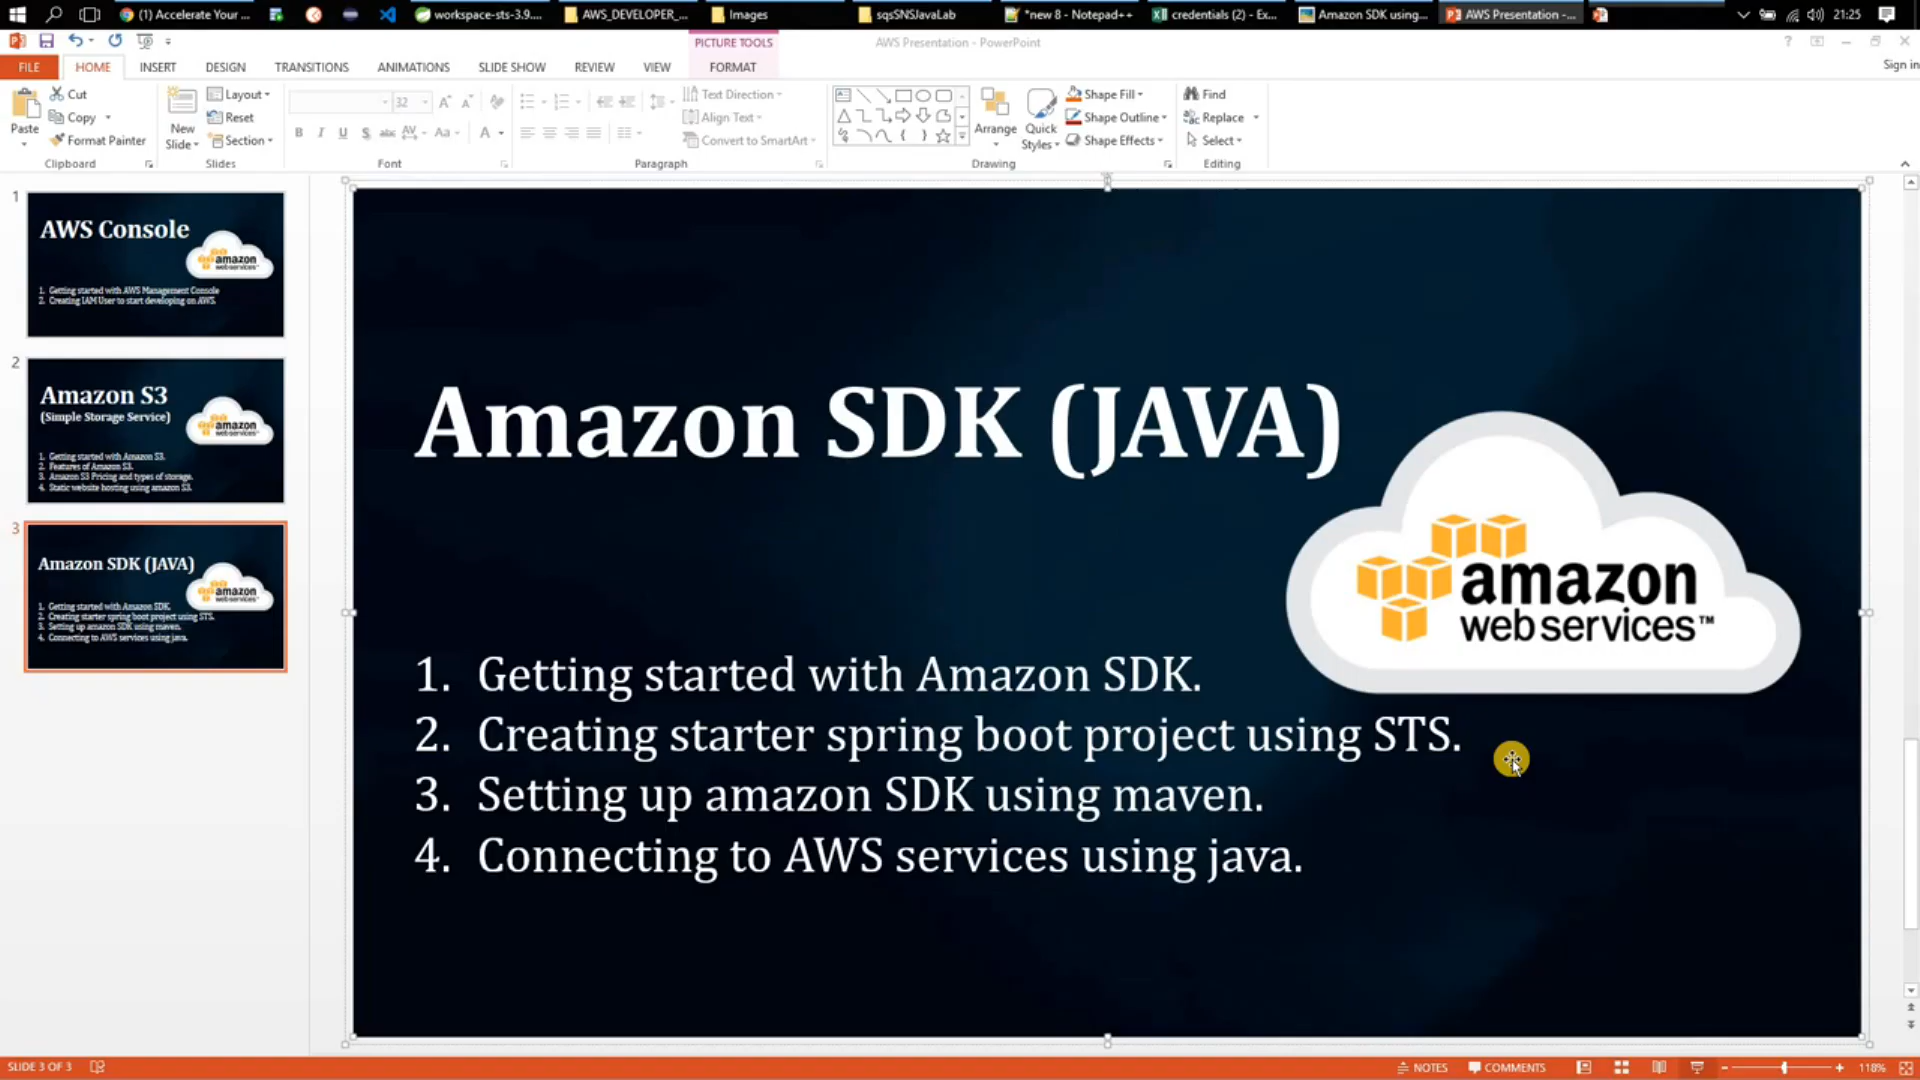 (1) Accelerate Your ...
workspace-sts-3.9....
AWS_DEVELOPER_...
Images
sqsSNSJavaLab
*new 8 - Notepad++
credentials (2) - Ex...
Amazon SDK using...
AWS Presentation -...
21:25
PICTURE TOOLS
AWS Presentation - PowerPoint
FILE
HOME
INSERT
DESIGN
TRANSITIONS
ANIMATIONS
SLIDE SHOW
REVIEW
VIEW
FORMAT
Sign in
Paste
Cut
Copy
Format Painter
Clipboard
New
Slide
Layout
Reset
Section
Slides
32
Font
Text Direction
Align Text
Convert to SmartArt
Paragraph
Arrange
Quick
Styles
Shape Fill
Shape Outline
Shape Effects
Drawing
Find
Replace
Select
Editing
1
AWS Console
amazon
webservices™
1. Getting started with AWS Management Console
2. Creating IAM User to start developing on AWS.
2
Amazon S3
(Simple Storage Service)
amazon
webservices™
1. Getting started with Amazon S3.
2. Features of Amazon S3.
3. Amazon S3 Pricing and types of storage.
4. Static website hosting using amazon S3.
3
Amazon SDK (JAVA)
amazon
webservices™
1. Getting started with Amazon SDK.
2. Creating starter spring boot project using STS.
3. Setting up amazon SDK using maven.
4. Connecting to AWS services using java.
Amazon SDK (JAVA)
amazon
webservices™
1. Getting started with Amazon SDK.
2. Creating starter spring boot project using STS.
3. Setting up amazon SDK using maven.
4. Connecting to AWS services using java.
SLIDE 3 OF 3
NOTES
COMMENTS
118%